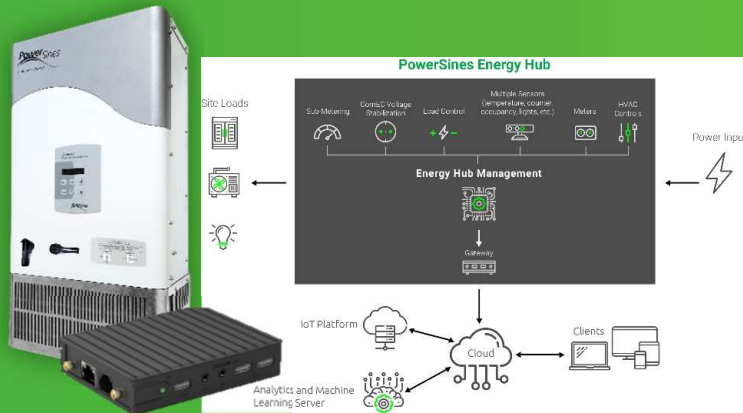 PowerSines
PowerSines Energy Hub
Site Loads
Sub Metering
ComEC Voltage
Stabilization
Load Control
Multiple Sensors
(temperature, counter,
occupancy, lights, etc.)
Meters
HVAC
Controls
Power Input
Energy Hub Management
Gateway
IoT Platform
Cloud
Clients
Analytics and Machine
Learning Server